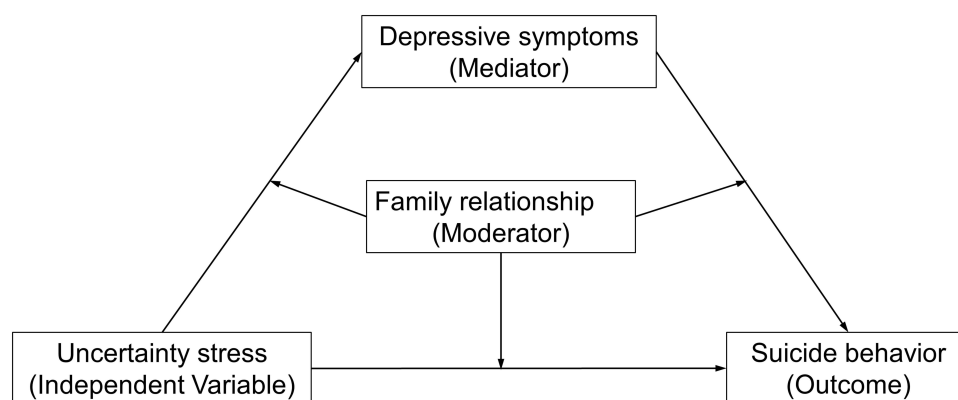 Depressive symptoms
(Mediator)
Family relationship
(Moderator)
Uncertainty stress
(Independent Variable)
Suicide behavior
(Outcome)